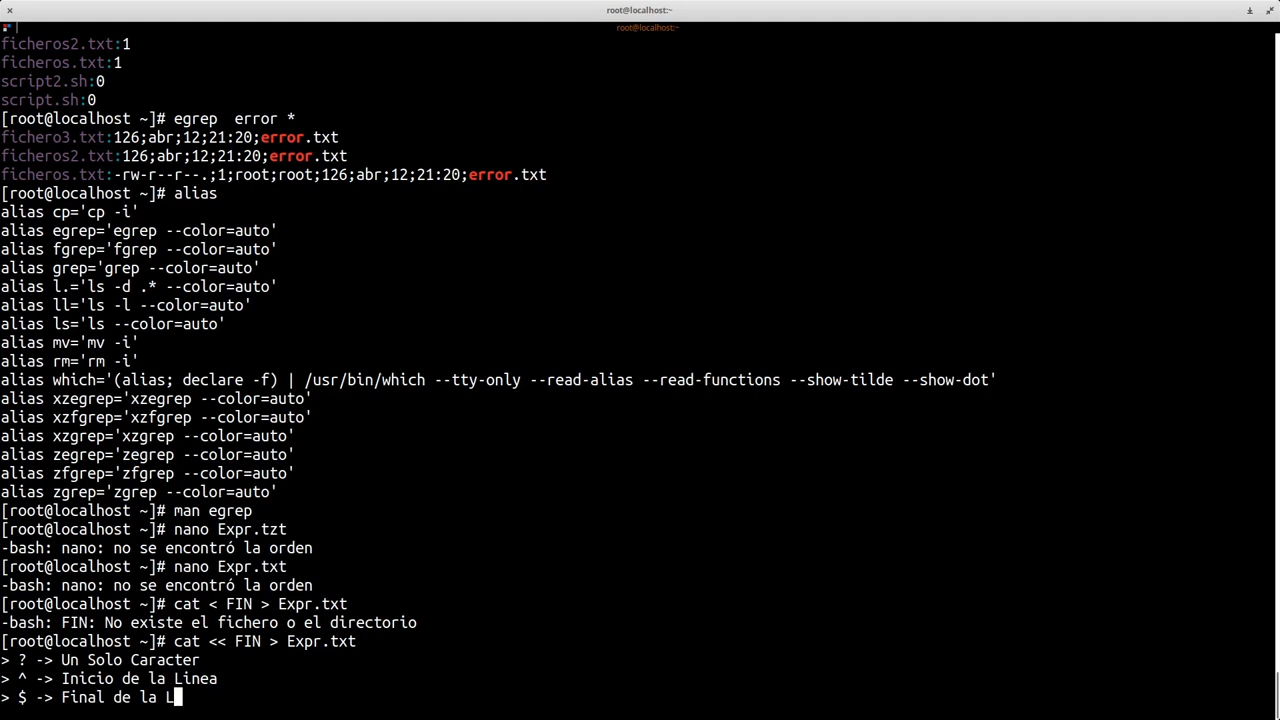 root@localhost:~
root@localhost:~
ficheros2.txt:1
ficheros.txt:1
script2.sh:0
script.sh:0
[root@localhost ~]# egrep  error *
fichero3.txt:126;abr;12;21:20;error.txt
ficheros2.txt:126;abr;12;21:20;error.txt
ficheros.txt:-rw-r--r--.;1;root;root;126;abr;12;21:20;error.txt
[root@localhost ~]# alias
alias cp='cp -i'
alias egrep='egrep --color=auto'
alias fgrep='fgrep --color=auto'
alias grep='grep --color=auto'
alias l.='ls -d .* --color=auto'
alias ll='ls -l --color=auto'
alias ls='ls --color=auto'
alias mv='mv -i'
alias rm='rm -i'
alias which='(alias; declare -f) | /usr/bin/which --tty-only --read-alias --read-functions --show-tilde --show-dot'
alias xzegrep='xzegrep --color=auto'
alias xzfgrep='xzfgrep --color=auto'
alias xzgrep='xzgrep --color=auto'
alias zegrep='zegrep --color=auto'
alias zfgrep='zfgrep --color=auto'
alias zgrep='zgrep --color=auto'
[root@localhost ~]# man egrep
[root@localhost ~]# nano Expr.tzt
-bash: nano: no se encontró la orden
[root@localhost ~]# nano Expr.txt
-bash: nano: no se encontró la orden
[root@localhost ~]# cat < FIN > Expr.txt
-bash: FIN: No existe el fichero o el directorio
[root@localhost ~]# cat << FIN > Expr.txt
> ? -> Un Solo Caracter
> ^ -> Inicio de la Linea
> $ -> Final de la L